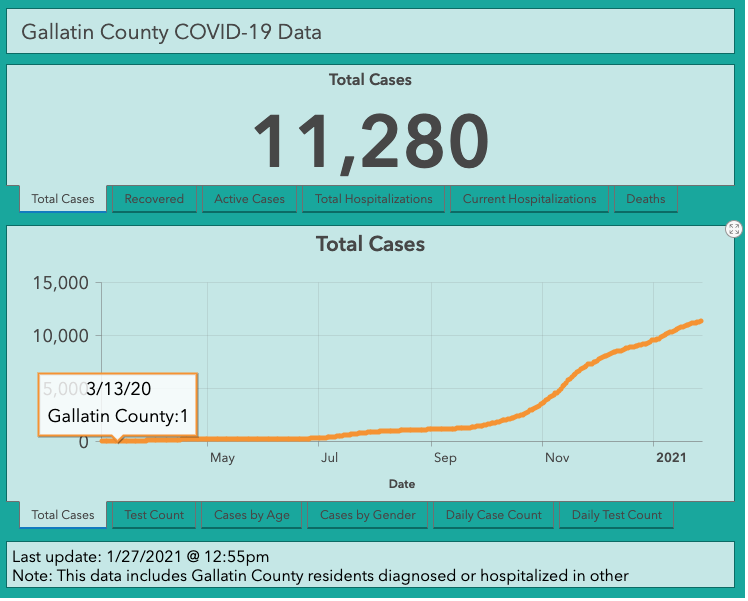 Gallatin County COVID-19 Data
Total Cases
11,280
Total Cases Recovered Active Cases Total Hospitalizations Current Hospitalizations Deaths
Total Cases
15,000
10,000
5,000
3/13/20
Gallatin County:1
0
May Jul Sep Nov 2021
Date
Total Cases Test Count Cases by Age Cases by Gender Daily Case Count Daily Test Count
Last update: 1/27/2021 @ 12:55pm
Note: This data includes Gallatin County residents diagnosed or hospitalized in other